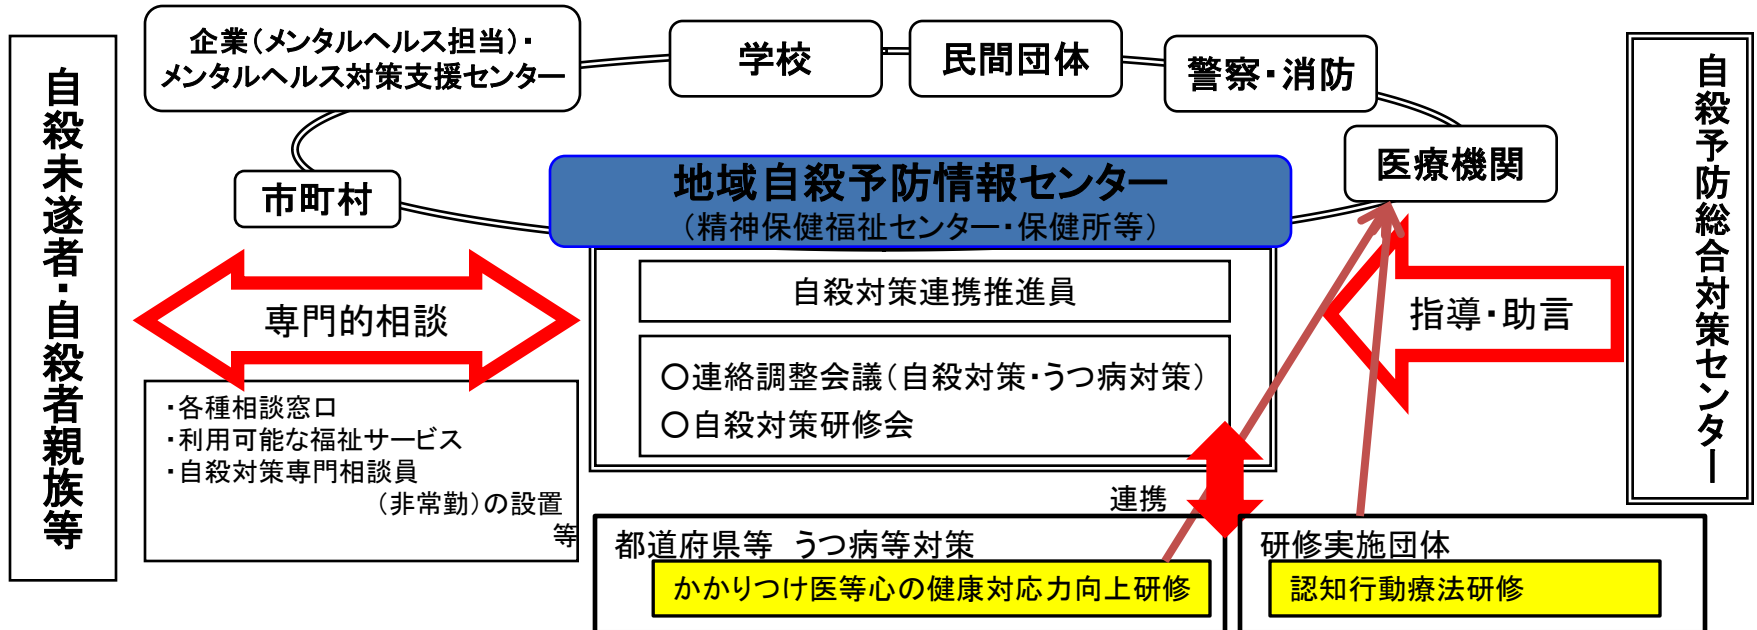 自殺未遂者・自殺者親族等
企業(メンタルヘルス担当)・
メンタルヘルス対策支援センター
学校
民間団体
警察・消防
医療機関
市町村
地域自殺予防情報センター
(精神保健福祉センター・保健所等)
自殺対策連携推進員
○連絡調整会議(自殺対策・うつ病対策)
○自殺対策研修会
専門的相談
・各種相談窓口
・利用可能な福祉サービス
・自殺対策専門相談員
(非常勤)の設置
等
指導・助言
自殺予防総合対策センター
連携
都道府県等 うつ病等対策
かかりつけ医等心の健康対応力向上研修
研修実施団体
認知行動療法研修